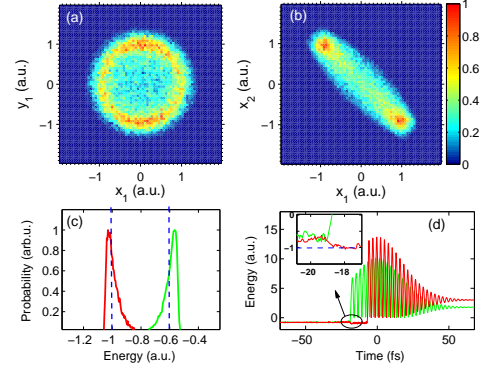 (a)
y1 (a.u.)
1
0
−1
−1 0 1
x1 (a.u.)
(b)
x2 (a.u.)
1
0
−1
−1 0 1
x1 (a.u.)
1
0.8
0.6
0.4
0.2
0
(c)
Probability (arb.u.)
1
0.8
0.6
0.4
0.2
0
−1.2 −1 −0.8 −0.6 −0.4 −0.2
Energy (a.u.)
(d)
Energy (a.u.)
15
10
5
0
−50 0 50
Time (fs)
0
−1
−20 −18 −16